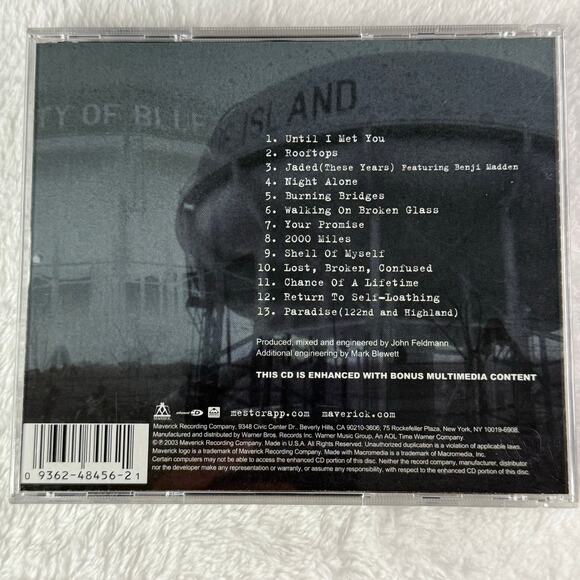 TY OF BLUE ISLAND
1. Until I Met You
2. Rooftops
3. Jaded(These Years) Featuring Benji Madden
4. Night Alone
5. Burning Bridges
6. Walking On Broken Glass
7. Your Promise
8. 2000 Miles
9. Shell Of Myself
10. Lost, Broken, Confused
11. Chance Of A Lifetime
12. Return To Self-Loathing
13. Paradise(122nd and Highland)
Produced, mixed and engineered by John Feldmann
Additional engineering by Mark Blewett
THIS CD IS ENHANCED WITH BONUS MULTIMEDIA CONTENT
mestcrapp.com maverick.com
Maverick Recording Company, 9348 Civic Center Dr., Beverly Hills, CA 90210-3606; 75 Rockefeller Plaza, New York, NY 10019-6908.
Manufactured and distributed by Warner Bros. Records Inc. Warner Music Group, An AOL Time Warner Company.
© ℗ 2003 Maverick Recording Company. Made in U.S.A. All Rights Reserved. Unauthorized duplication is a violation of applicable laws.
Maverick logo is a trademark of Maverick Recording Company. Made with Macromedia is a trademark of Macromedia, Inc.
Certain computers may not be able to access the enhanced CD portion of this disc. Neither the record company, manufacturer, distributor
nor the developer make any representation or warranty, or assume any responsibility, with respect to the enhanced CD portion of this disc.
0 9362-48456-2 1